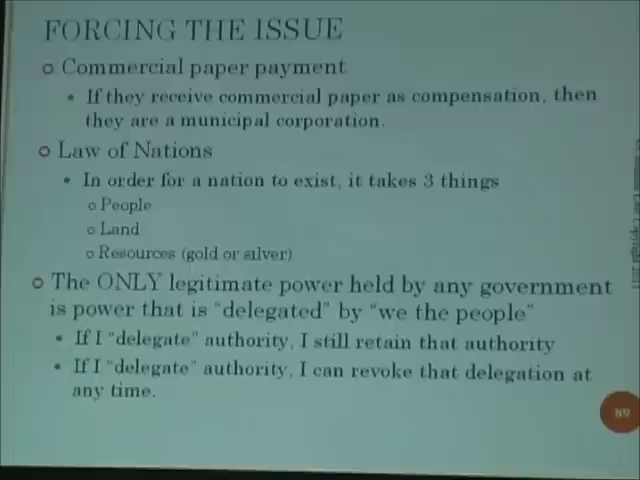 FORCING THE ISSUE
Commercial paper payment
If they receive commercial paper as compensation, then
they are a municipal corporation.
Law of Nations
In order for a nation to exist, it takes 3 things
People
Land
Resources (gold or silver)
The ONLY legitimate power held by any government
is power that is "delegated" by "we the people"
If I "delegate" authority, I still retain that authority
If I "delegate" authority, I can revoke that delegation at
any time.
89